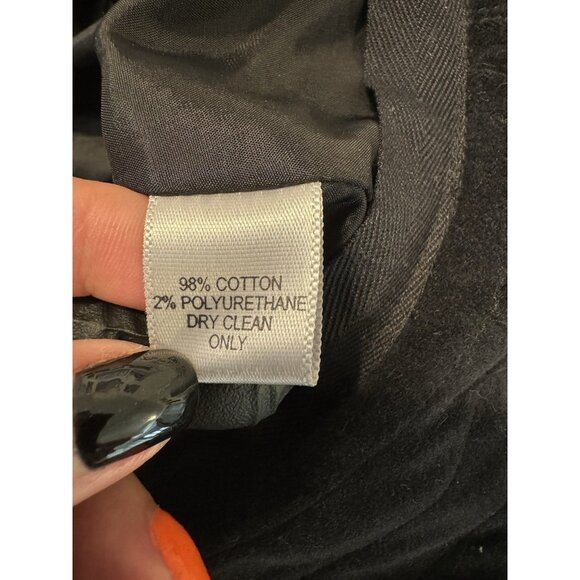 98% COTTON
2% POLYURETHANE
DRY CLEAN
ONLY